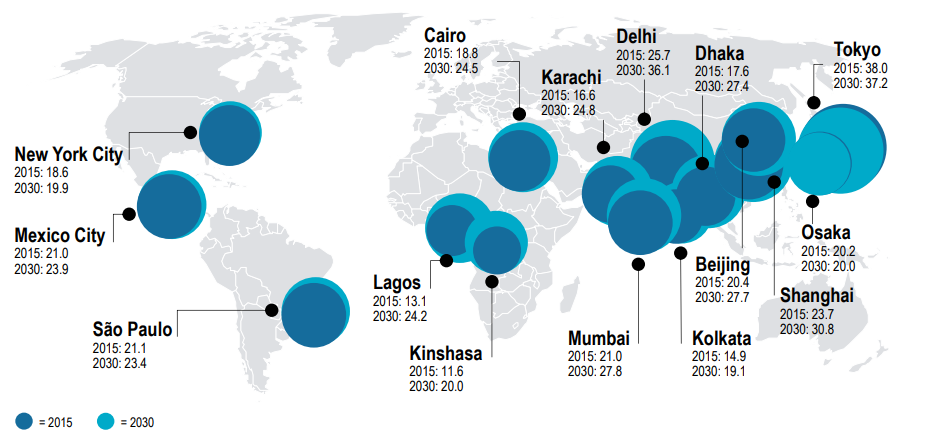 Cairo
2015: 18.8
2030: 24.5
Delhi
2015: 25.7
2030: 36.1
Dhaka
2015: 17.6
2030: 27.4
Tokyo
2015: 38.0
2030: 37.2
Karachi
2015: 16.6
2030: 24.8
New York City
2015: 18.6
2030: 19.9
Mexico City
2015: 21.0
2030: 23.9
São Paulo
2015: 21.1
2030: 23.4
Lagos
2015: 13.1
2030: 24.2
Kinshasa
2015: 11.6
2030: 20.0
Mumbai
2015: 21.0
2030: 27.8
Kolkata
2015: 14.9
2030: 19.1
Beijing
2015: 20.4
2030: 27.7
Osaka
2015: 20.2
2030: 20.0
Shanghai
2015: 23.7
2030: 30.8
= 2015
= 2030